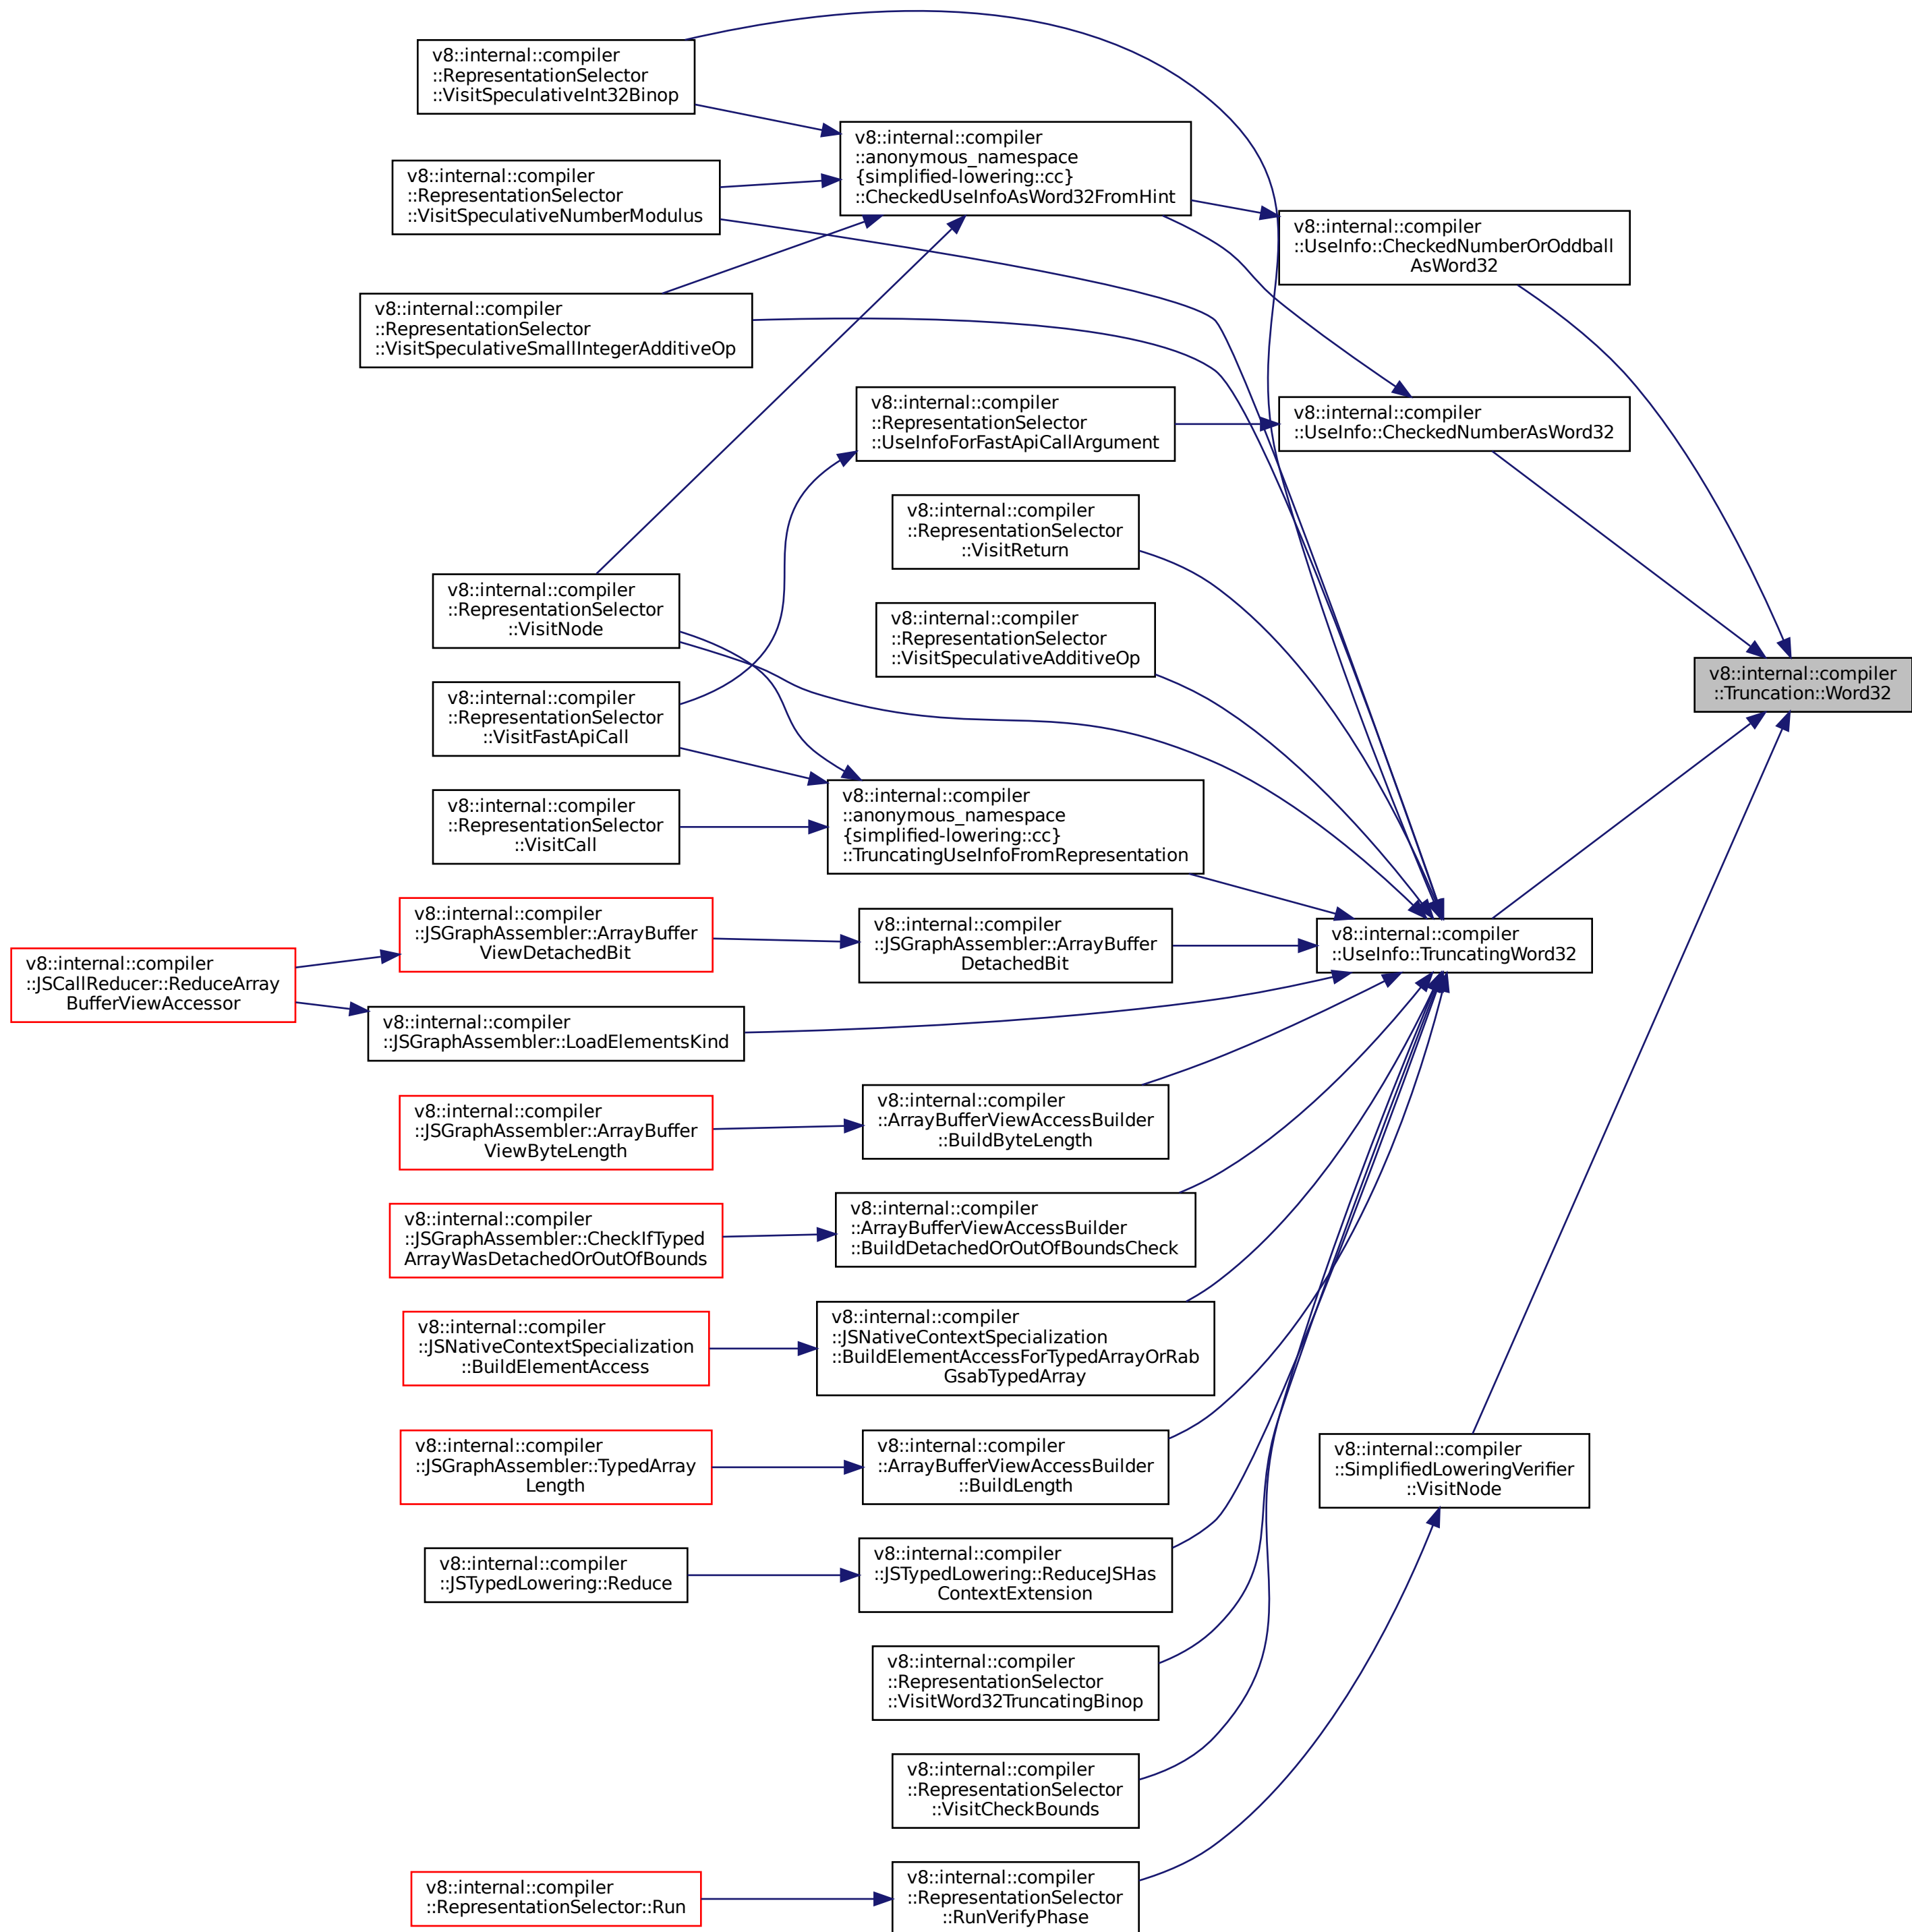 v8::internal::compiler
::RepresentationSelector
::VisitSpeculativeInt32Binop
v8::internal::compiler
::anonymous_namespace
{simplified-lowering::cc}
::CheckedUseInfoAsWord32FromHint
v8::internal::compiler
::RepresentationSelector
::VisitSpeculativeNumberModulus
v8::internal::compiler
::UseInfo::CheckedNumberOrOddball
AsWord32
v8::internal::compiler
::RepresentationSelector
::VisitSpeculativeSmallIntegerAdditiveOp
v8::internal::compiler
::RepresentationSelector
::UseInfoForFastApiCallArgument
v8::internal::compiler
::UseInfo::CheckedNumberAsWord32
v8::internal::compiler
::RepresentationSelector
::VisitReturn
v8::internal::compiler
::RepresentationSelector
::VisitNode
v8::internal::compiler
::RepresentationSelector
::VisitSpeculativeAdditiveOp
v8::internal::compiler
::Truncation::Word32
v8::internal::compiler
::RepresentationSelector
::VisitFastApiCall
v8::internal::compiler
::RepresentationSelector
::VisitCall
v8::internal::compiler
::anonymous_namespace
{simplified-lowering::cc}
::TruncatingUseInfoFromRepresentation
v8::internal::compiler
::JSGraphAssembler::ArrayBuffer
ViewDetachedBit
v8::internal::compiler
::JSGraphAssembler::ArrayBuffer
DetachedBit
v8::internal::compiler
::UseInfo::TruncatingWord32
v8::internal::compiler
::JSCallReducer::ReduceArray
BufferViewAccessor
v8::internal::compiler
::JSGraphAssembler::LoadElementsKind
v8::internal::compiler
::JSGraphAssembler::ArrayBuffer
ViewByteLength
v8::internal::compiler
::ArrayBufferViewAccessBuilder
::BuildByteLength
v8::internal::compiler
::JSGraphAssembler::CheckIfTyped
ArrayWasDetachedOrOutOfBounds
v8::internal::compiler
::ArrayBufferViewAccessBuilder
::BuildDetachedOrOutOfBoundsCheck
v8::internal::compiler
::JSNativeContextSpecialization
::BuildElementAccess
v8::internal::compiler
::JSNativeContextSpecialization
::BuildElementAccessForTypedArrayOrRab
GsabTypedArray
v8::internal::compiler
::JSGraphAssembler::TypedArray
Length
v8::internal::compiler
::ArrayBufferViewAccessBuilder
::BuildLength
v8::internal::compiler
::SimplifiedLoweringVerifier
::VisitNode
v8::internal::compiler
::JSTypedLowering::Reduce
v8::internal::compiler
::JSTypedLowering::ReduceJSHas
ContextExtension
v8::internal::compiler
::RepresentationSelector
::VisitWord32TruncatingBinop
v8::internal::compiler
::RepresentationSelector
::VisitCheckBounds
v8::internal::compiler
::RepresentationSelector::Run
v8::internal::compiler
::RepresentationSelector
::RunVerifyPhase